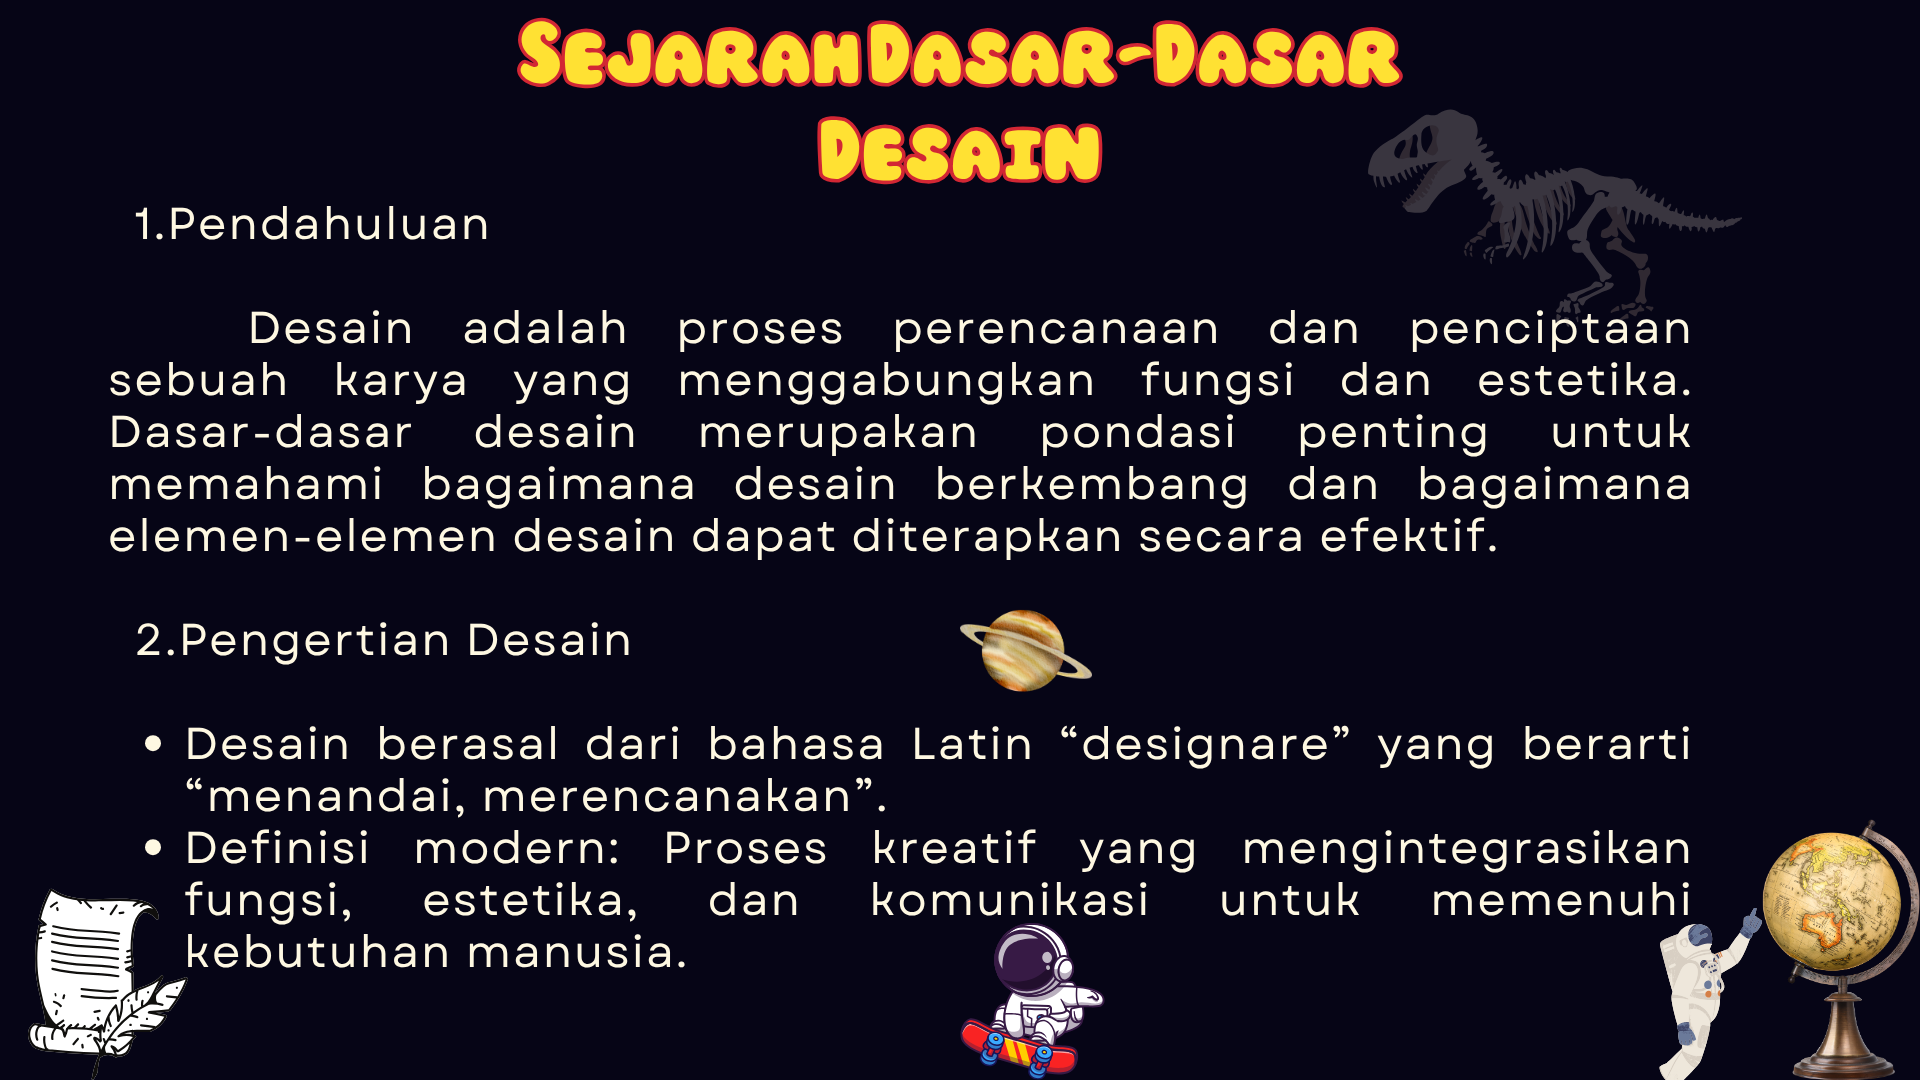 SEJARAH DASAR-DASAR
DESAIN
1.Pendahuluan
Desain adalah proses perencanaan dan penciptaan
sebuah karya yang menggabungkan fungsi dan estetika.
Dasar-dasar desain merupakan pondasi penting untuk
memahami bagaimana desain berkembang dan bagaimana
elemen-elemen desain dapat diterapkan secara efektif.
2.Pengertian Desain
• Desain berasal dari bahasa Latin “designare” yang berarti
“menandai, merencanakan”.
• Definisi modern: Proses kreatif yang mengintegrasikan
fungsi, estetika, dan komunikasi untuk memenuhi
kebutuhan manusia.